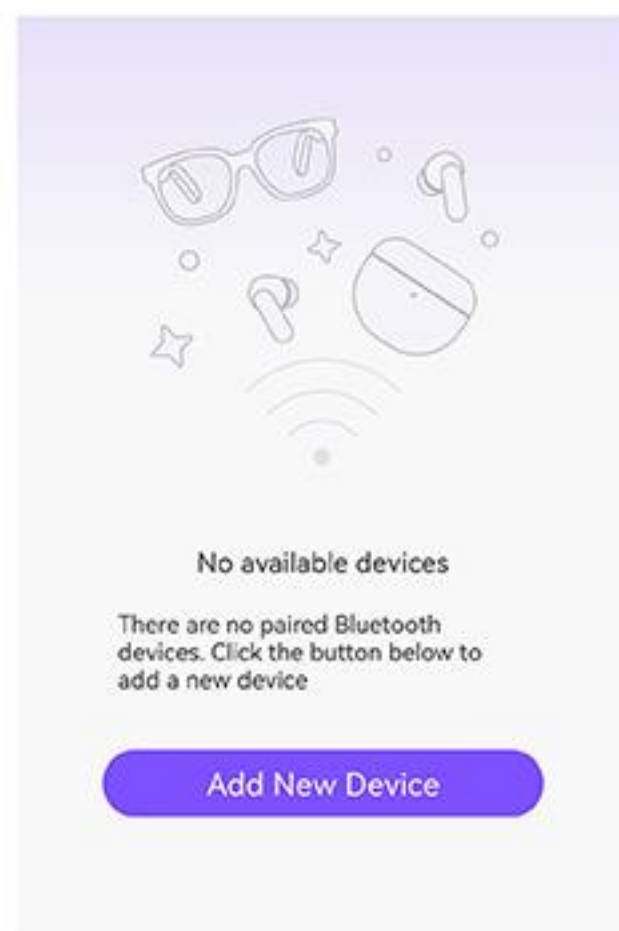 No available devices
There are no paired Bluetooth
devices. Click the button below to
add a new device
Add New Device